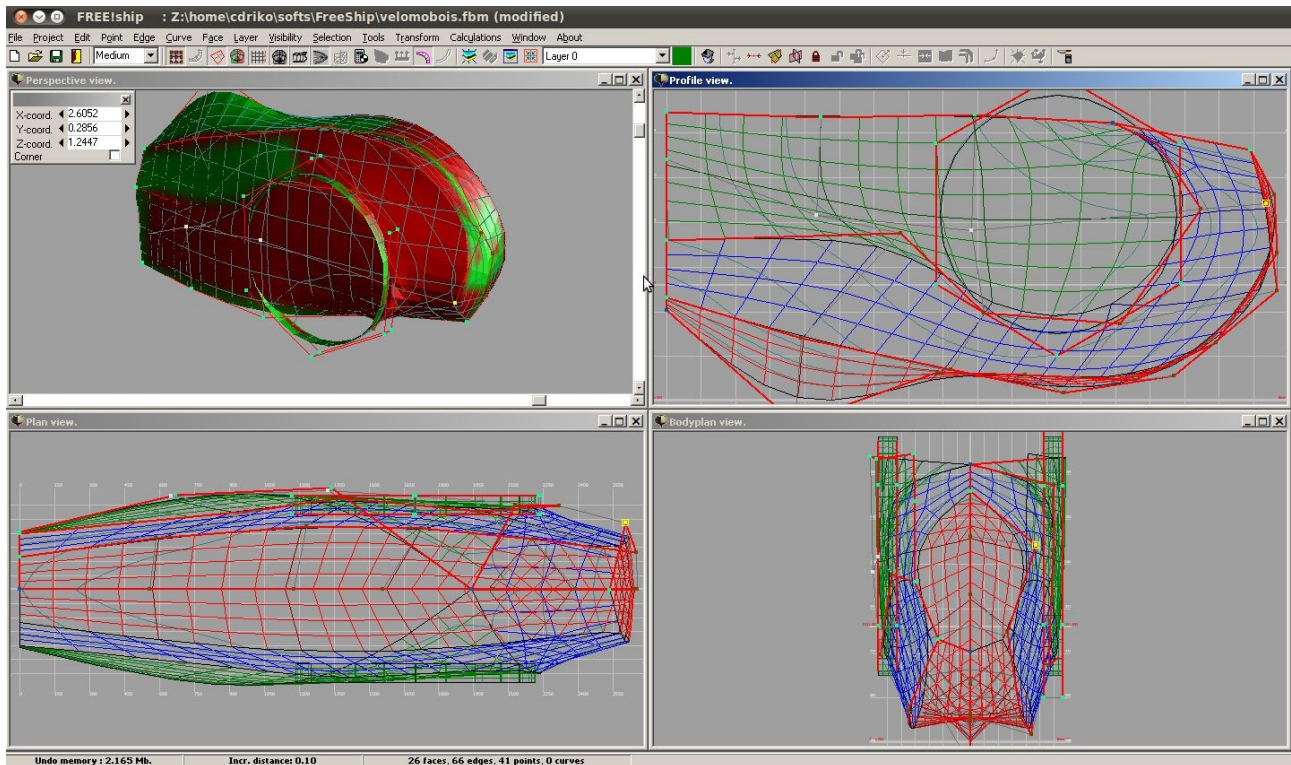 FREE!ship : Z:\home\cdriko\softs\FreeShip\velomobois.fbm (modified)
File Project Edit Point Edge Curve Face Layer Visibility Selection Tools Transform Calculations Window About
Medium Layer 0
Perspective view.
X-coord. 2.6052
Y-coord. 0.2856
Z-coord. 1.2447
Corner
Profile view.
Plan view.
Bodyplan view.
Undo memory : 2.165 Mb. Incr. distance: 0.10 26 faces, 66 edges, 41 points, 0 curves